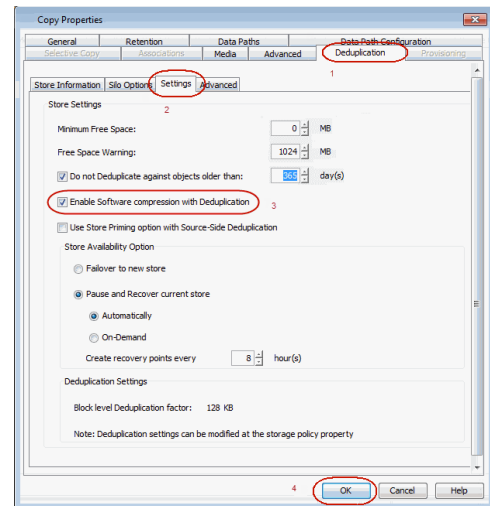 Copy Properties
General Retention Data Paths Data Path Configuration
Selective Copy Associations Media Advanced Deduplication Provisioning
1
Store Information Silo Options Settings Advanced
2
Store Settings
Minimum Free Space: 0 MB
Free Space Warning: 1024 MB
Do not Deduplicate against objects older than: 365 day(s)
Enable Software compression with Deduplication 3
Use Store Priming option with Source-Side Deduplication
Store Availability Option
Failover to new store
Pause and Recover current store
Automatically
On-Demand
Create recovery points every 8 hour(s)
Deduplication Settings
Block level Deduplication factor: 128 KB
Note: Deduplication settings can be modified at the storage policy property
4 OK Cancel Help